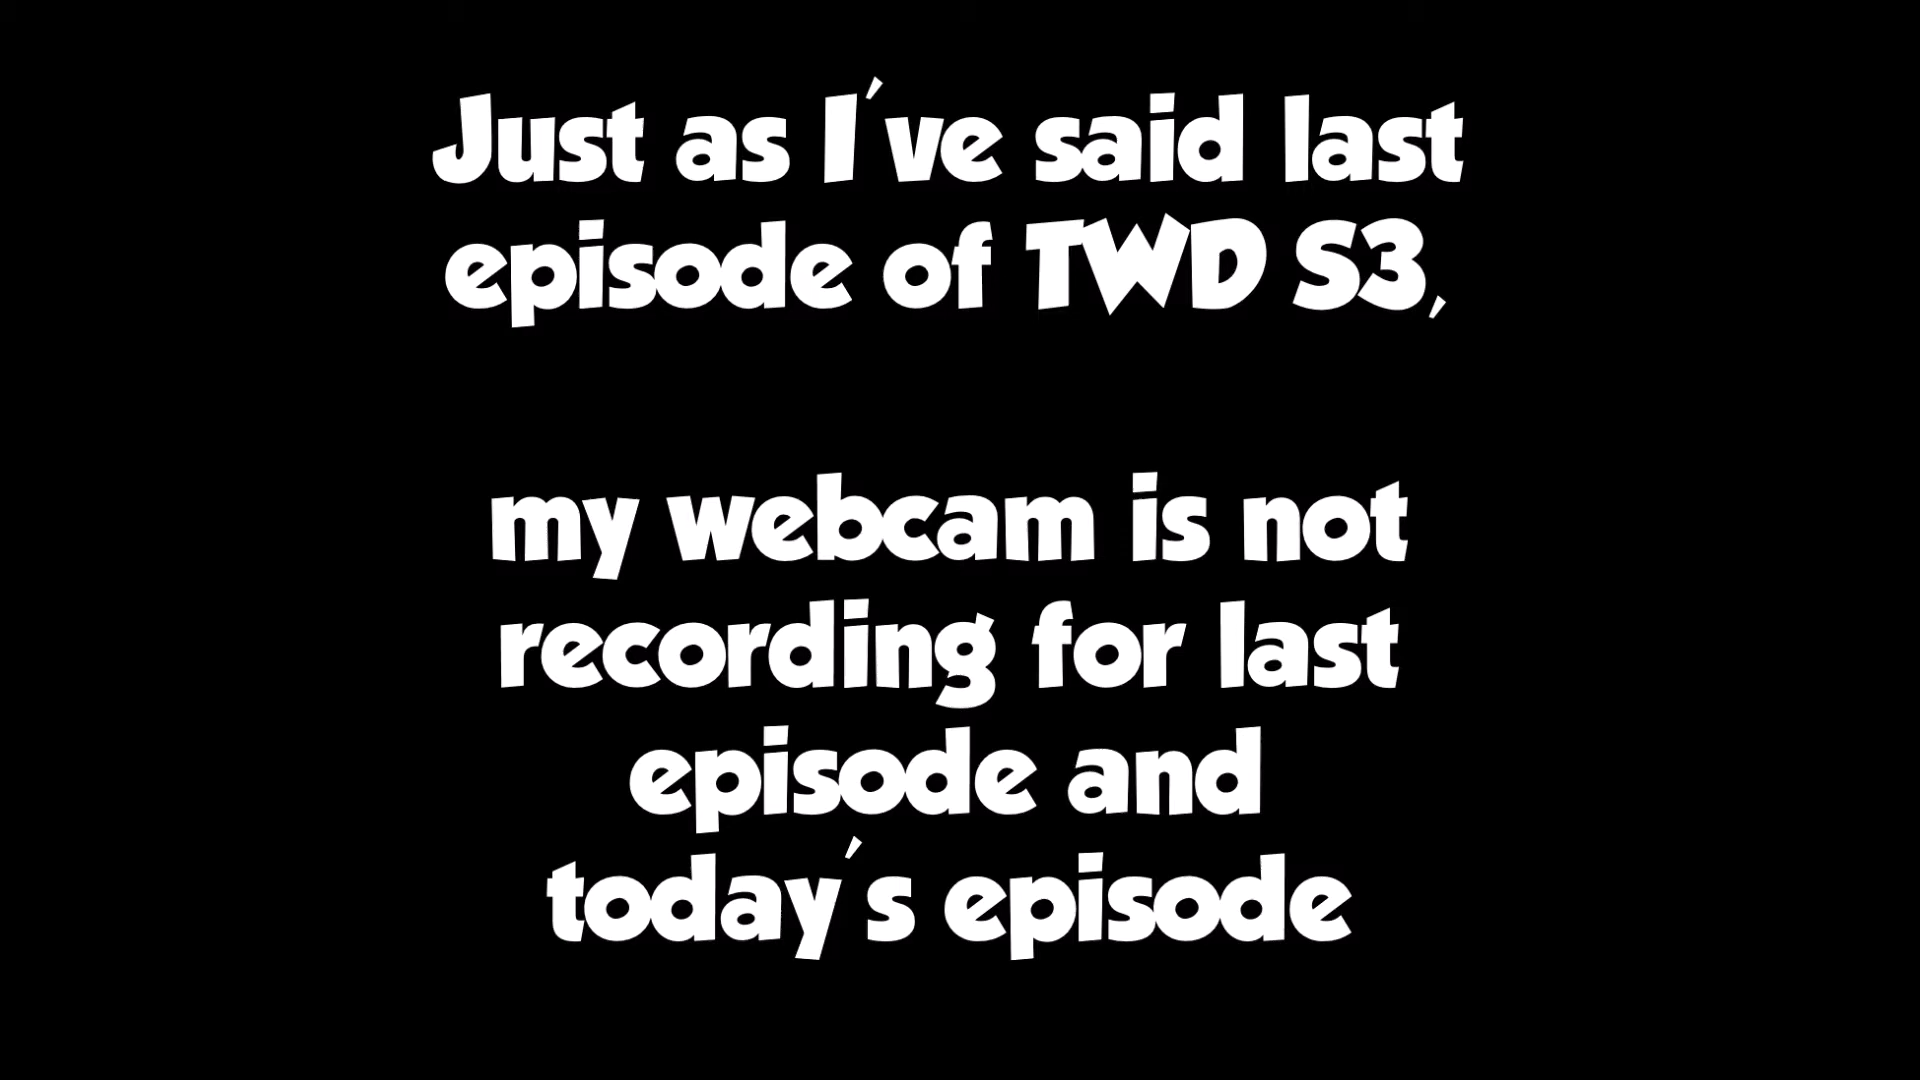 Just as I've said last
episode of TWD S3,
my webcam is not
recording for last
episode and
today's episode